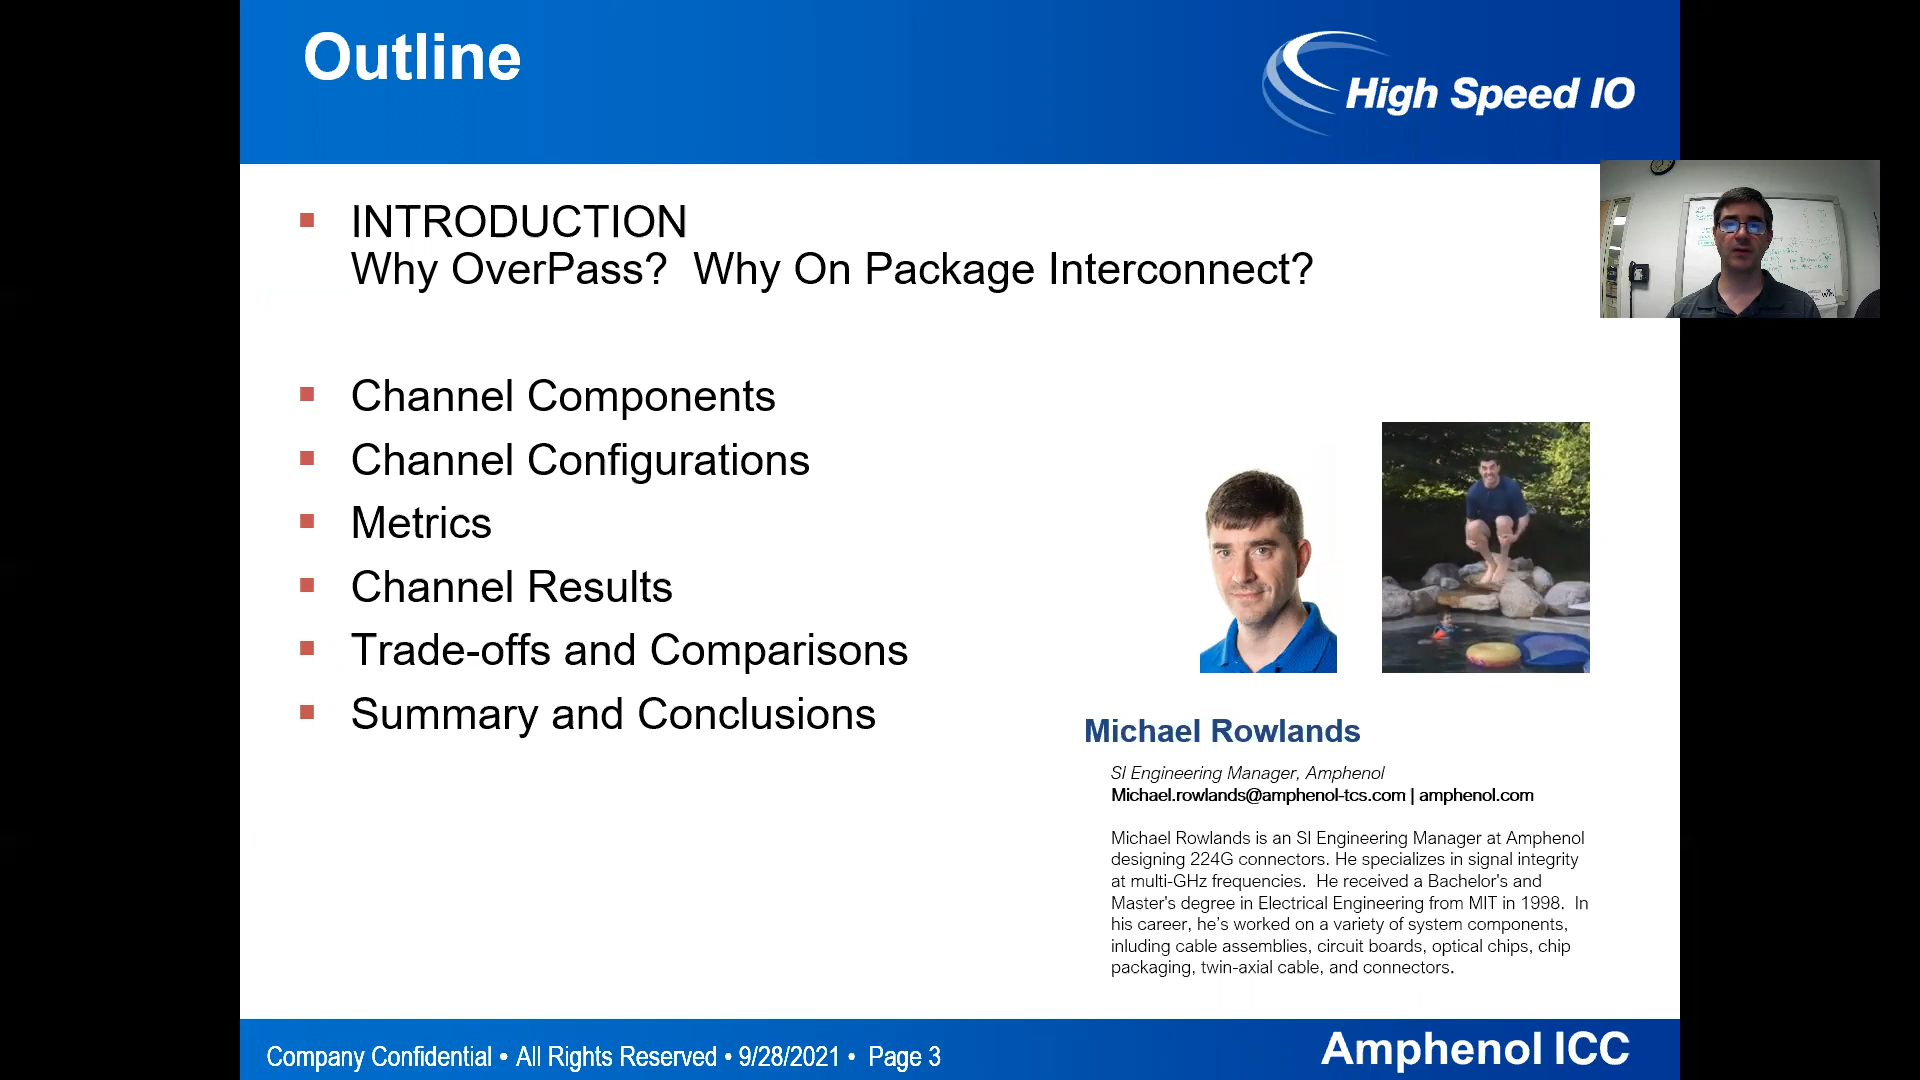 Outline
High Speed IO
INTRODUCTION
Why OverPass?  Why On Package Interconnect?
Channel Components
Channel Configurations
Metrics
Channel Results
Trade-offs and Comparisons
Summary and Conclusions
Michael Rowlands
SI Engineering Manager, Amphenol
Michael.rowlands@amphenol-tcs.com | amphenol.com
Michael Rowlands is an SI Engineering Manager at Amphenol
designing 224G connectors. He specializes in signal integrity
at multi-GHz frequencies.  He received a Bachelor's and
Master's degree in Electrical Engineering from MIT in 1998.  In
his career, he's worked on a variety of system components,
inluding cable assemblies, circuit boards, optical chips, chip
packaging, twin-axial cable, and connectors.
Company Confidential • All Rights Reserved • 9/28/2021 •  Page 3
Amphenol ICC